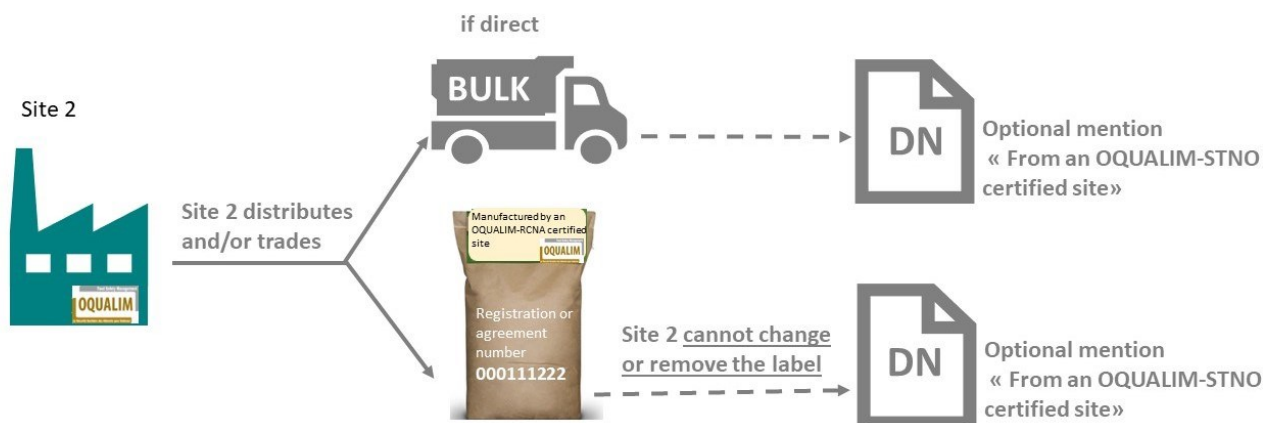 if direct
Site 2
BULK
DN
Optional mention
« From an OQUALIM-STNO
certified site»
Site 2 distributes
and/or trades
Manufactured by an
OQUALIM-RCNA certified
site
OQUALIM
OQUALIM
Registration or
agreement
number
000111222
Site 2 cannot change
or remove the label
DN
Optional mention
« From an OQUALIM-STNO
certified site»